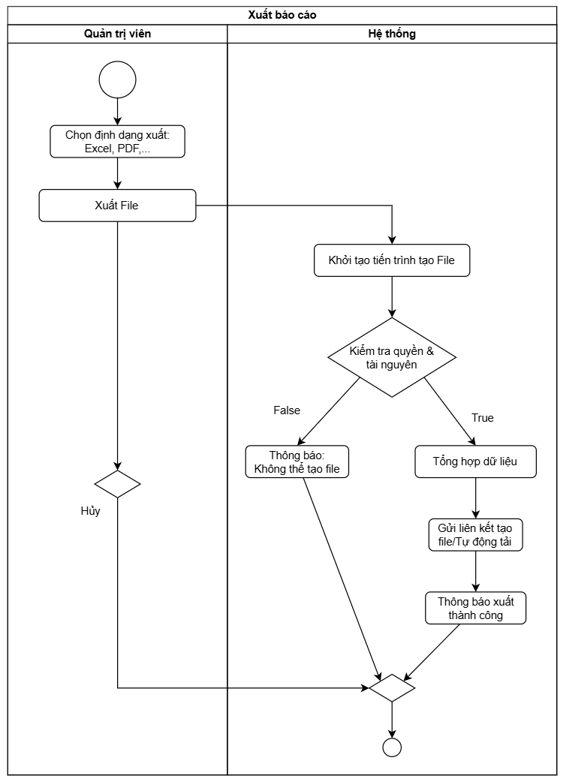 Xuất báo cáo
Quản trị viên
Hệ thống
Chọn định dạng xuất:
Excel, PDF,...
Xuất File
Khởi tạo tiến trình tạo File
Kiểm tra quyền &
tài nguyên
False
True
Thông báo:
Không thể tạo file
Tổng hợp dữ liệu
Hủy
Gửi liên kết tạo
file/Tự động tải
Thông báo xuất
thành công